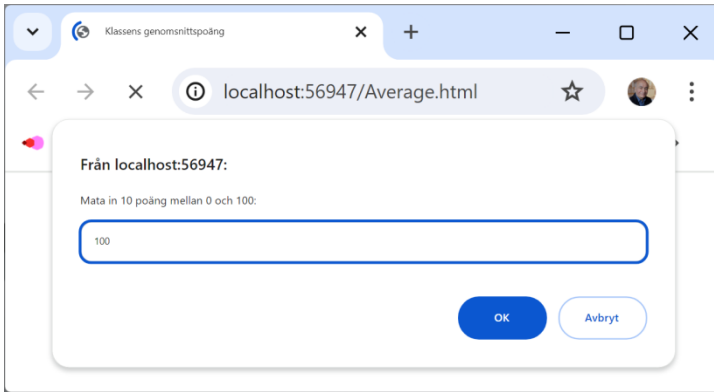 Klassens genomsnittspoäng
localhost:56947/Average.html
Från localhost:56947:
Mata in 10 poäng mellan 0 och 100:
100
OK
Avbryt